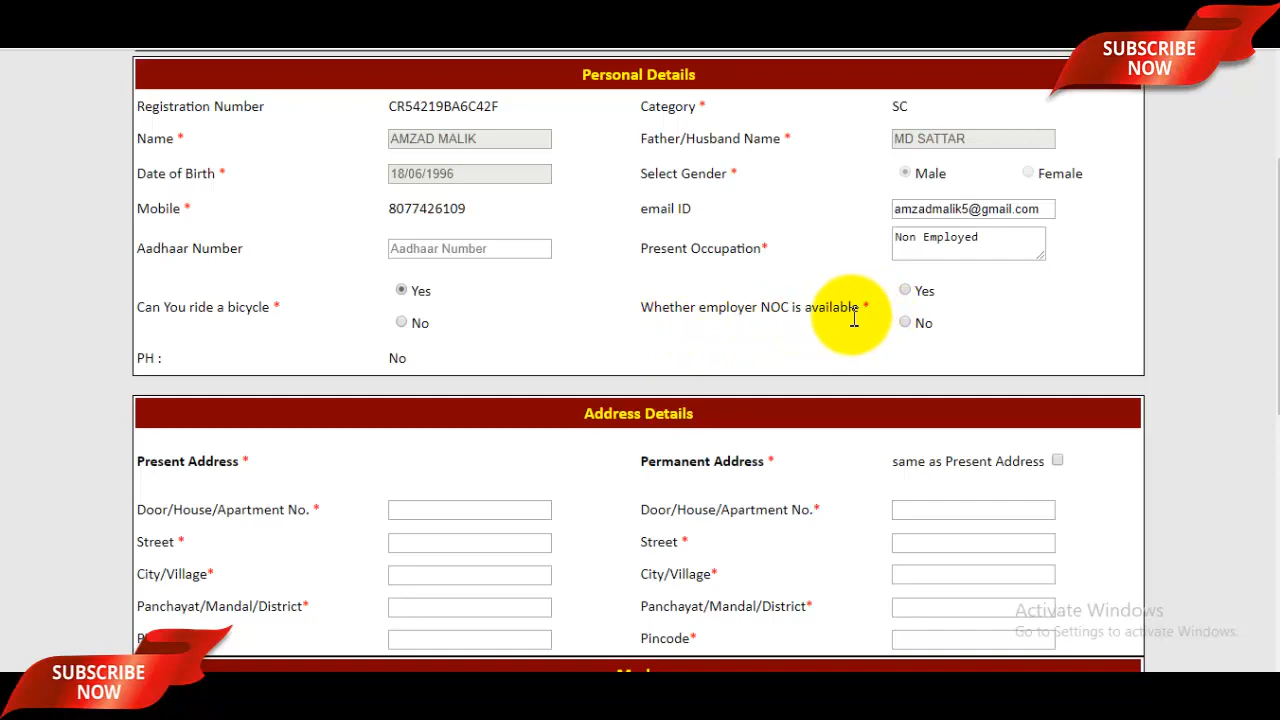 SUBSCRIBE
NOW
Personal Details
Registration Number CR54219BA6C42F Category * SC
Name * AMZAD MALIK Father/Husband Name * MD SATTAR
Date of Birth * 18/06/1996 Select Gender * Male Female
Mobile * 8077426109 email ID amzadmalik5@gmail.com
Aadhaar Number Aadhaar Number Present Occupation* Non Employed
Can You ride a bicycle * Yes Whether employer NOC is available * Yes
No No
PH : No
Address Details
Present Address * Permanent Address * same as Present Address
Door/House/Apartment No. * Door/House/Apartment No.*
Street * Street *
City/Village* City/Village*
Panchayat/Mandal/District* Panchayat/Mandal/District*
Pincode*
Activate Windows
Go to Settings to activate Windows.
SUBSCRIBE
NOW